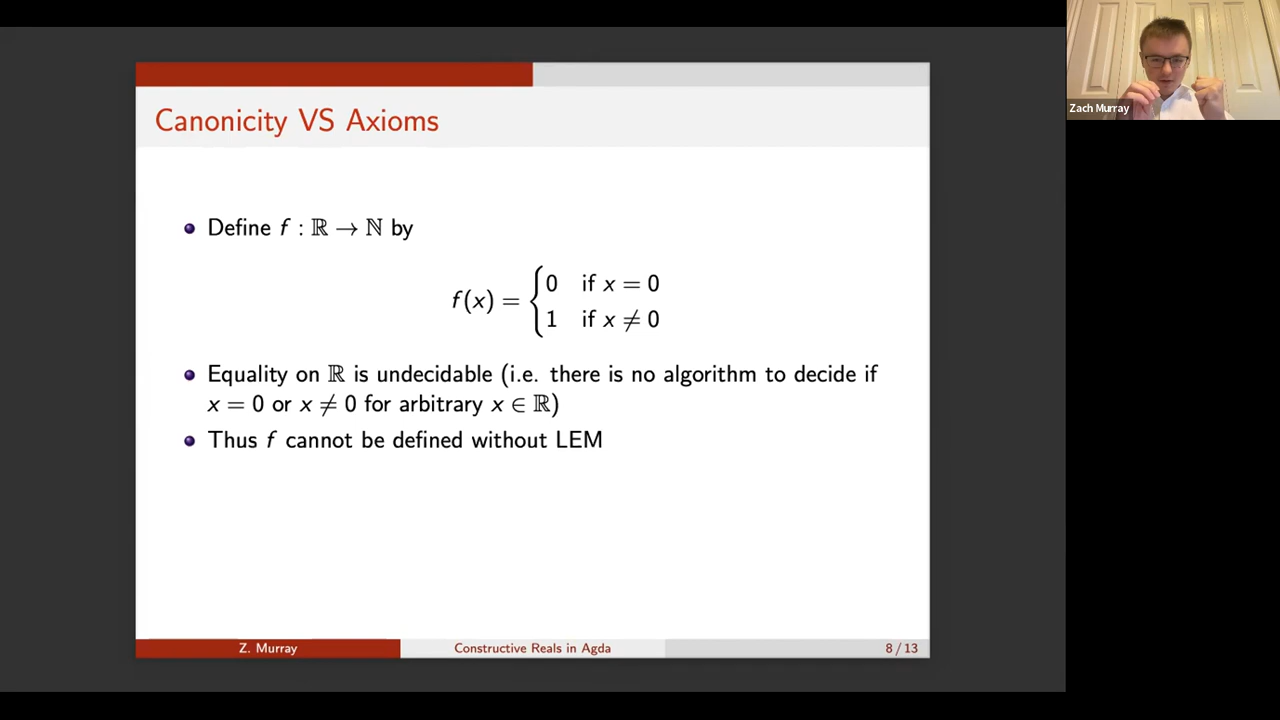 Zach Murray
Canonicity VS Axioms
Define f : ℝ → ℕ by
f(x) = { 0 if x = 0
1 if x ≠ 0
Equality on ℝ is undecidable (i.e. there is no algorithm to decide if
x = 0 or x ≠ 0 for arbitrary x ∈ ℝ)
Thus f cannot be defined without LEM
Z. Murray
Constructive Reals in Agda
8 / 13